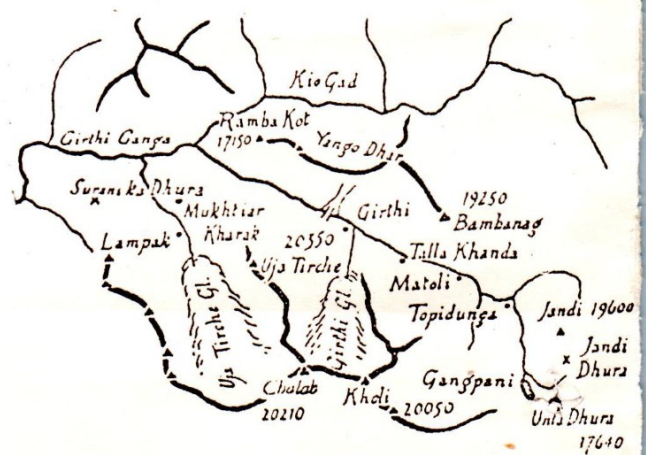 Kio Gad
Ramba Kot
17150
Yango Dhar
Girthi Ganga
Suranika Dhura
Mukhtiar
Kharak
19250
Bambanag
Girthi
20350
Uja Tirche
Lampak
Talla Khanda
Matoli
Topidunga
Jandi 19600
Jandi
Dhura
Uja Tirche Gl.
Girthi Gl.
Chalab
20210
Kholi
20050
Gangpani
Unta Dhura
17640